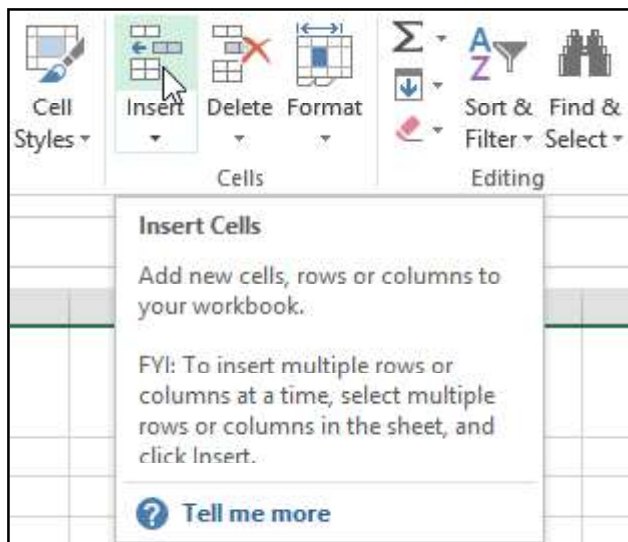 Cell Styles
Insert
Delete
Format
Sort & Filter
Find & Select
Cells
Editing
Insert Cells
Add new cells, rows or columns to
your workbook.
FYI: To insert multiple rows or
columns at a time, select multiple
rows or columns in the sheet, and
click Insert.
Tell me more